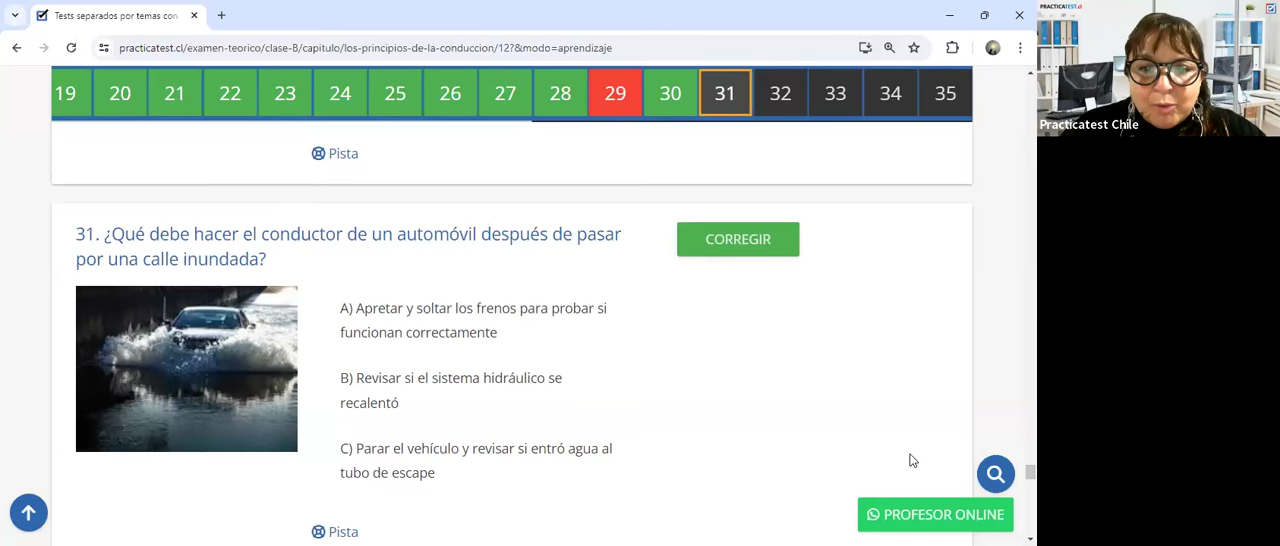 Tests separados por temas con
practicatest.cl/examen-teorico/clase-B/capitulo/los-principios-de-la-conduccion/12?&modo=aprendizaje
PRACTICATEST.cl
Practicatest Chile
19 20 21 22 23 24 25 26 27 28 29 30 31 32 33 34 35
Pista
31. ¿Qué debe hacer el conductor de un automóvil después de pasar
por una calle inundada?
CORREGIR
A) Apretar y soltar los frenos para probar si
funcionan correctamente
B) Revisar si el sistema hidráulico se
recalentó
C) Parar el vehículo y revisar si entró agua al
tubo de escape
PROFESOR ONLINE
Pista